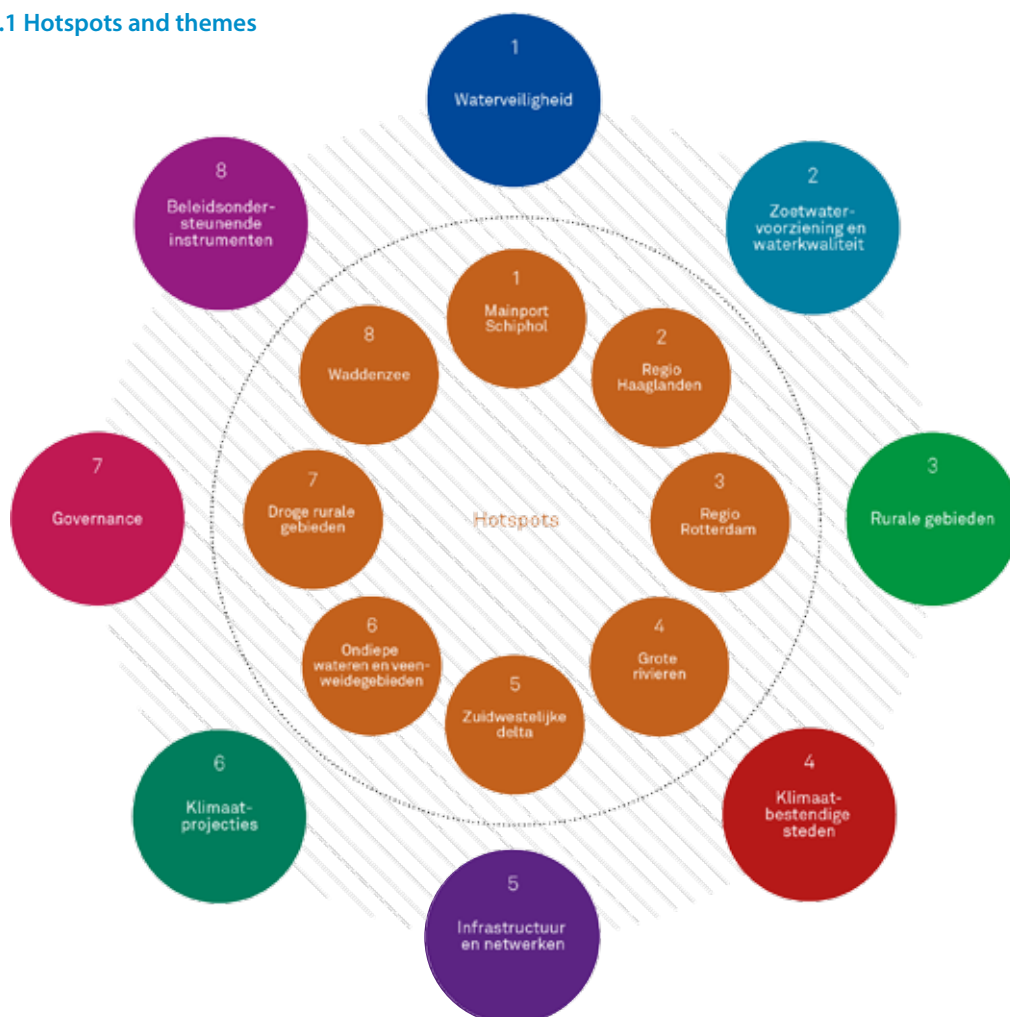 .1 Hotspots and themes
1
Waterveiligheid
2
Zoetwater-
voorziening en
waterkwaliteit
3
Rurale gebieden
4
Klimaat-
bestendige
steden
5
Infrastructuur
en netwerken
6
Klimaat-
projecties
7
Governance
8
Beleidsonder-
steunende
instrumenten
Hotspots
1
Mainport
Schiphol
2
Regio
Haaglanden
3
Regio
Rotterdam
4
Grote
rivieren
5
Zuidwestelijke
delta
6
Ondiepe
wateren en veen-
weidegebieden
7
Droge rurale
gebieden
8
Waddenzee